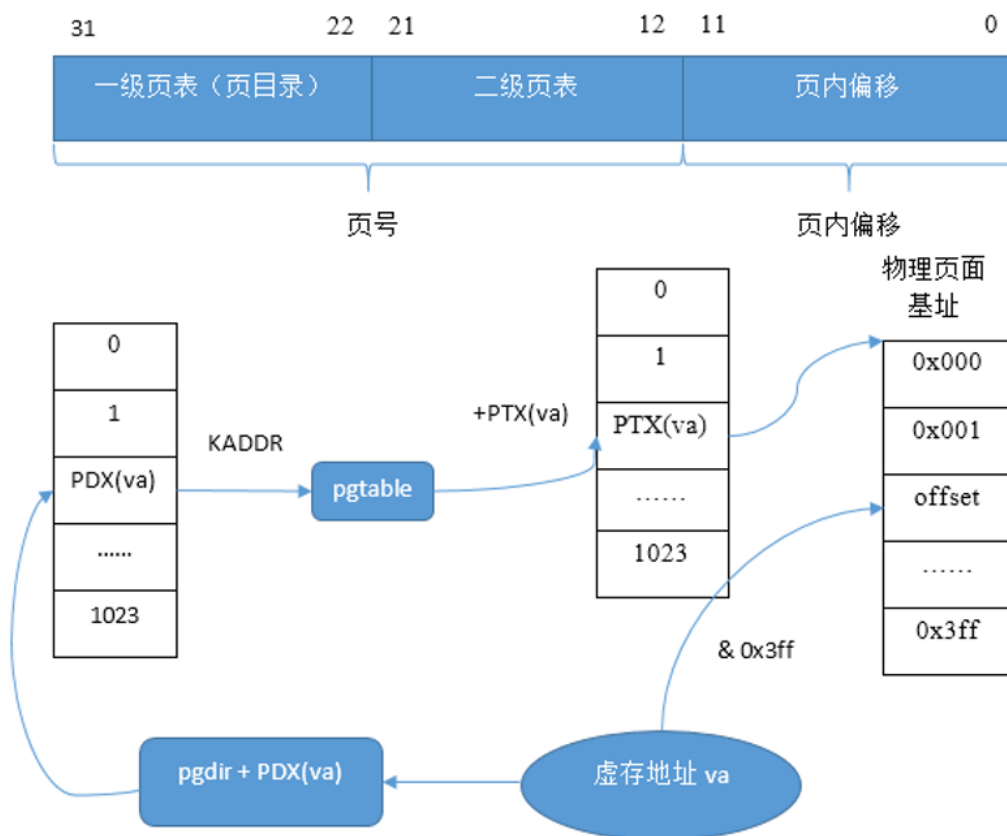 31 22 21 12 11 0
一级页表（页目录） 二级页表 页内偏移
页号 页内偏移
物理页面
基址
0
1
PDX(va)
......
1023
KADDR
pgtable
+PTX(va)
0
1
PTX(va)
......
1023
0x000
0x001
offset
......
0x3ff
& 0x3ff
pgdir + PDX(va)
虚存地址 va